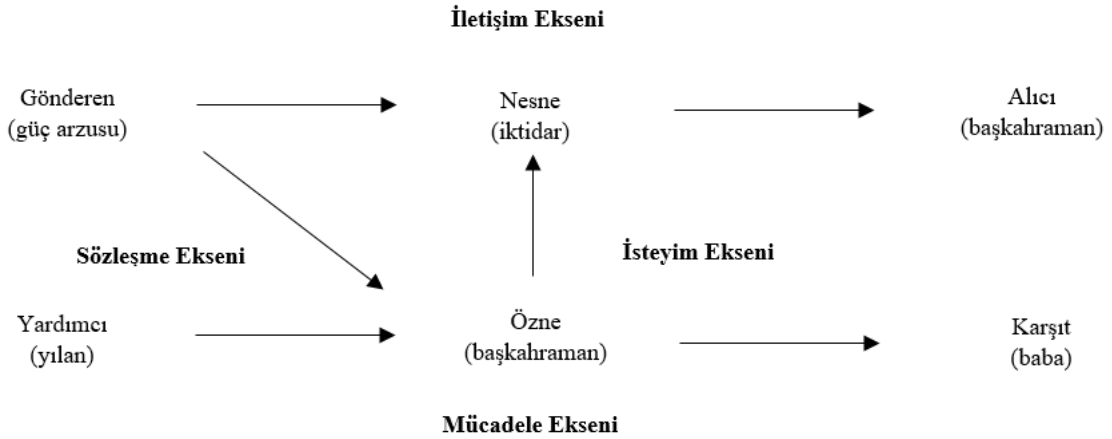 İletişim Ekseni
Gönderen
(güç arzusu)
Nesne
(iktidar)
Alıcı
(başkahraman)
Sözleşme Ekseni
İsteyim Ekseni
Yardımcı
(yılan)
Özne
(başkahraman)
Karşıt
(baba)
Mücadele Ekseni